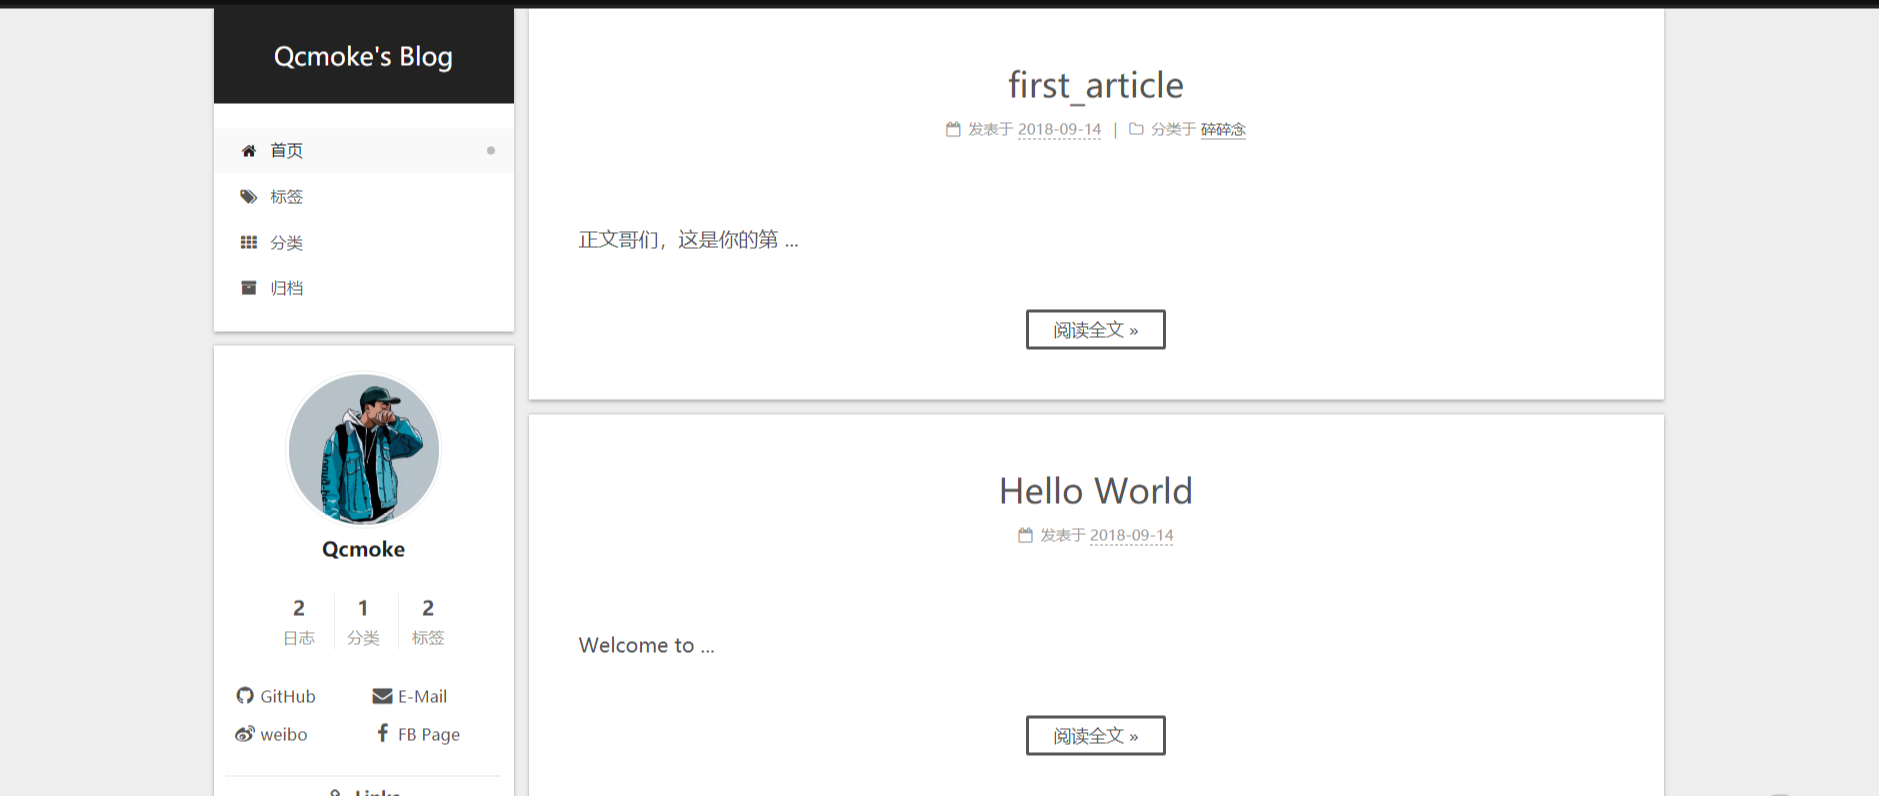 Qcmoke's Blog
首页
标签
分类
归档
Qcmoke
2 1 2
日志 分类 标签
GitHub E-Mail
weibo FB Page
Links
first_article
发表于 2018-09-14 | 分类于 碎碎念
正文哥们，这是你的第 ...
阅读全文 »
Hello World
发表于 2018-09-14
Welcome to ...
阅读全文 »